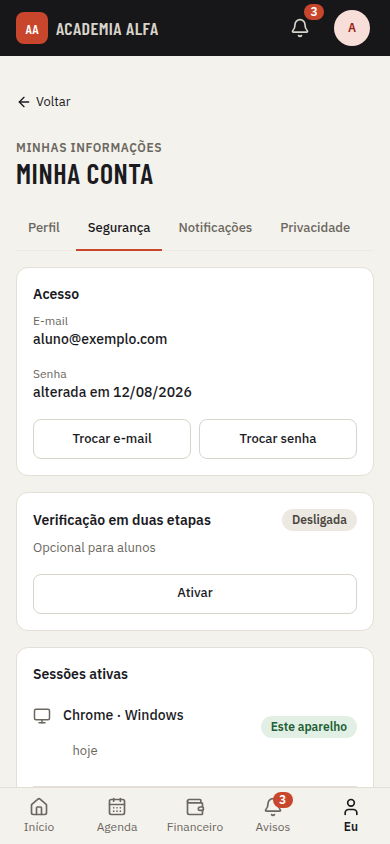 AA ACADEMIA ALFA 3 A
Voltar
MINHAS INFORMAÇÕES
MINHA CONTA
Perfil Segurança Notificações Privacidade
Acesso
E-mail
aluno@exemplo.com
Senha
alterada em 12/08/2026
Trocar e-mail Trocar senha
Verificação em duas etapas Desligada
Opcional para alunos
Ativar
Sessões ativas
Chrome · Windows Este aparelho
hoje
3
Início Agenda Financeiro Avisos Eu